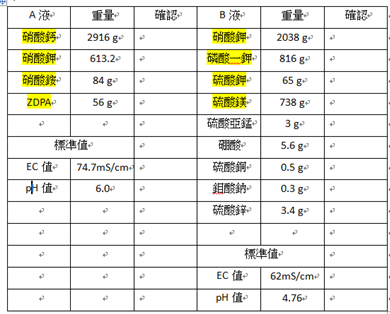 A 液 重量 確認 B 液 重量 確認
硝酸鈣 2916 g 硝酸鉀 2038 g
硝酸鉀 613.2 磷酸一鉀 816 g
硝酸銨 84 g 硫酸鉀 65 g
ZDPA 56 g 硫酸鎂 738 g
硫酸亞錳 3 g
標準值 硼酸 5.6 g
EC 值 74.7mS/cm 硫酸銅 0.5 g
pH 值 6.0 鉬酸鈉 0.3 g
硫酸鋅 3.4 g
標準值
EC 值 62mS/cm
pH 值 4.76